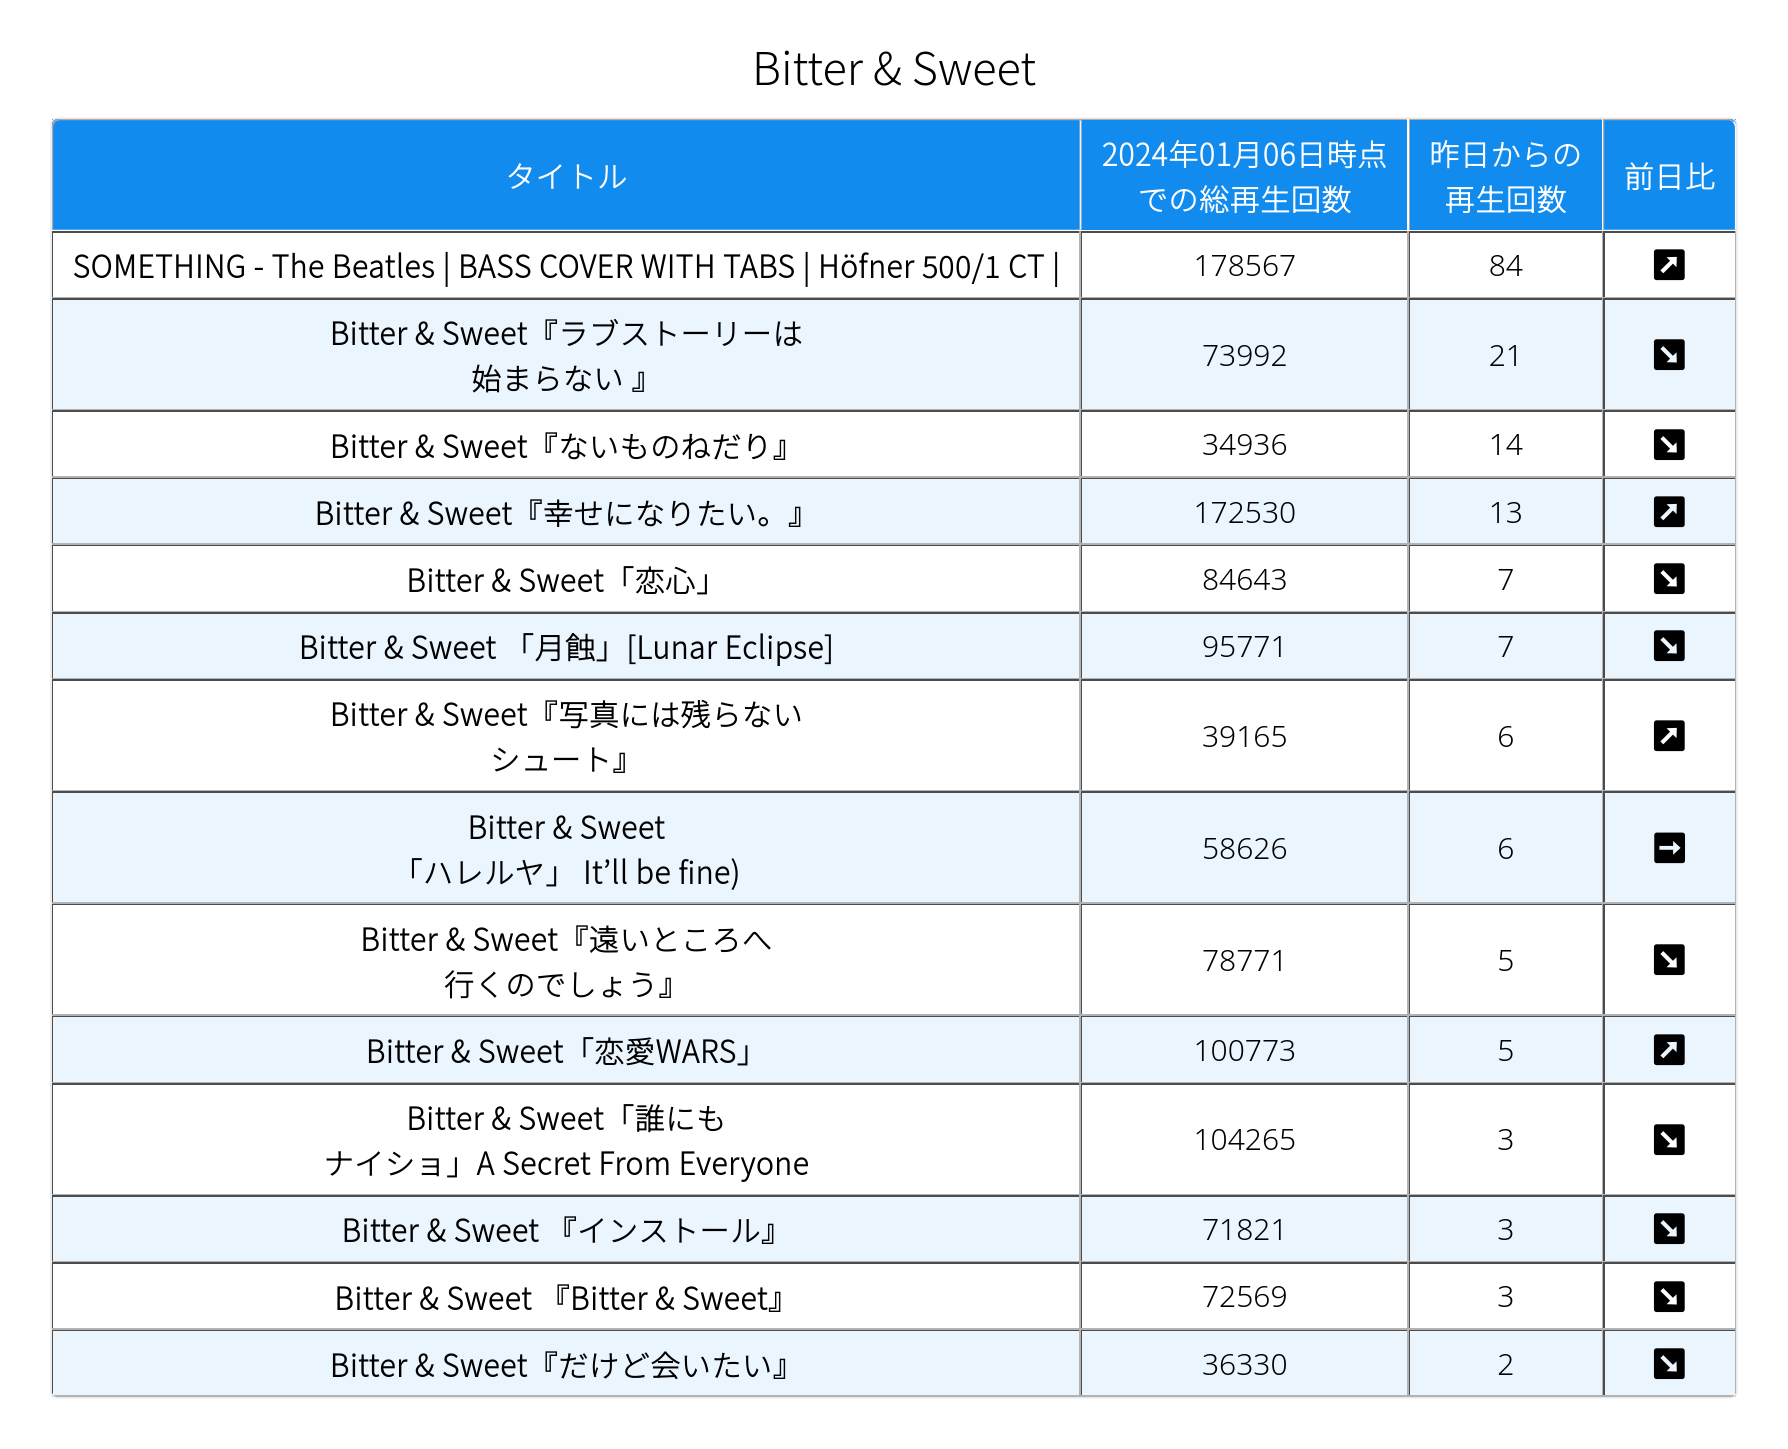 Bitter & Sweet
タイトル
2024年01月06日時点
での総再生回数
昨日からの
再生回数
前日比
SOMETHING - The Beatles | BASS COVER WITH TABS | Höfner 500/1 CT |
178567
84
↗
Bitter & Sweet『ラブストーリーは
始まらない 』
73992
21
↘
Bitter & Sweet『ないものねだり』
34936
14
↘
Bitter & Sweet『幸せになりたい。』
172530
13
↗
Bitter & Sweet「恋心」
84643
7
↘
Bitter & Sweet 「月蝕」[Lunar Eclipse]
95771
7
↘
Bitter & Sweet『写真には残らない
シュート』
39165
6
↗
Bitter & Sweet
「ハレルヤ」 It’ll be fine)
58626
6
→
Bitter & Sweet『遠いところへ
行くのでしょう』
78771
5
↘
Bitter & Sweet「恋愛WARS」
100773
5
↗
Bitter & Sweet「誰にも
ナイショ」A Secret From Everyone
104265
3
↘
Bitter & Sweet 『インストール』
71821
3
↘
Bitter & Sweet 『Bitter & Sweet』
72569
3
↘
Bitter & Sweet『だけど会いたい』
36330
2
↘